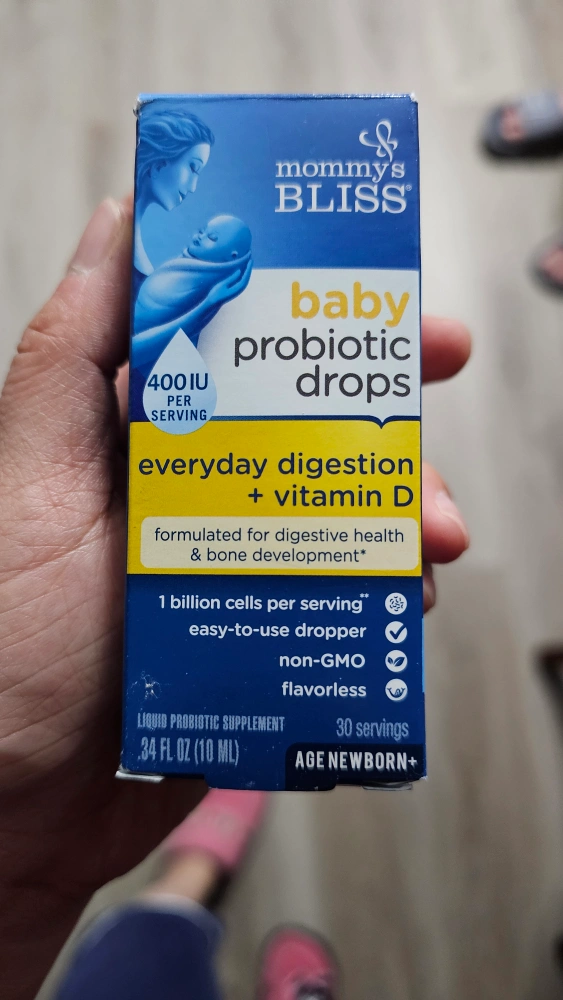 mommy's
BLISS®
baby
probiotic
drops
400 IU
PER
SERVING
everyday digestion
+ vitamin D
formulated for digestive health
& bone development*
1 billion cells per serving**
easy-to-use dropper
non-GMO
flavorless
LIQUID PROBIOTIC SUPPLEMENT
.34 FL OZ (10 ML)
30 servings
AGE NEWBORN+